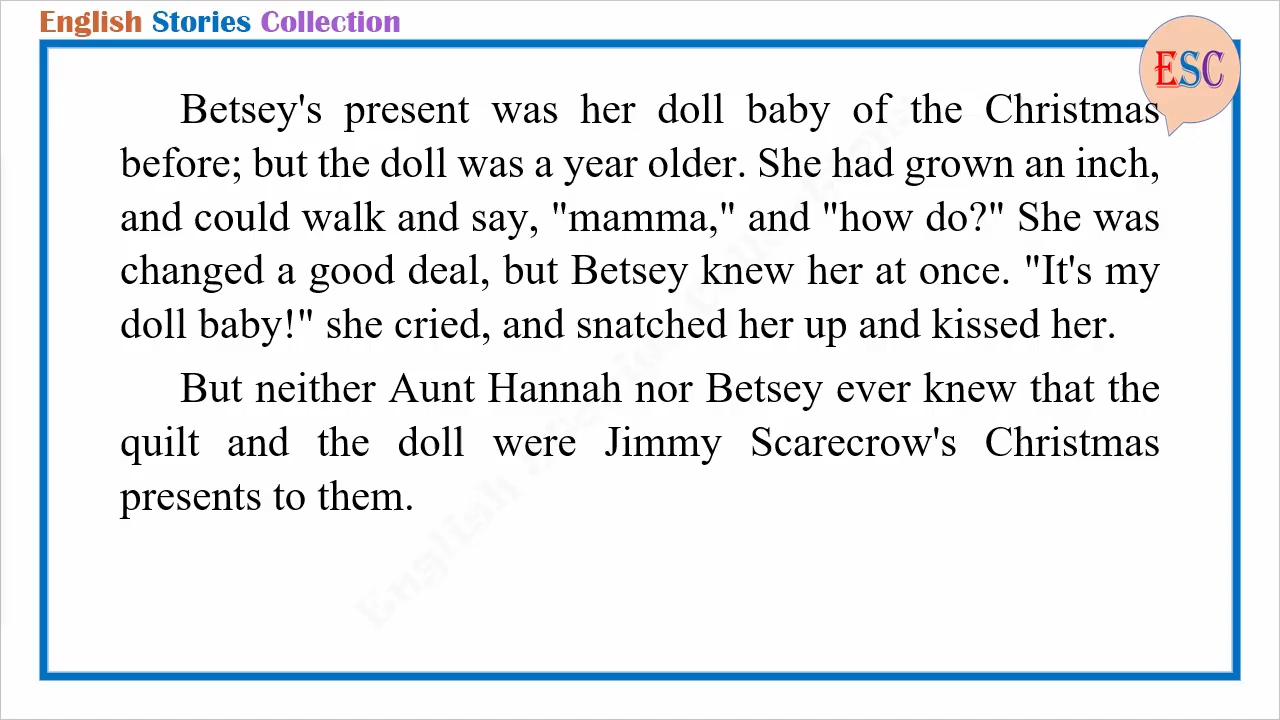 English Stories Collection
ESC
Betsey's present was her doll baby of the Christmas
before; but the doll was a year older. She had grown an inch,
and could walk and say, "mamma," and "how do?" She was
changed a good deal, but Betsey knew her at once. "It's my
doll baby!" she cried, and snatched her up and kissed her.
But neither Aunt Hannah nor Betsey ever knew that the
quilt and the doll were Jimmy Scarecrow's Christmas
presents to them.
English Stories Collections